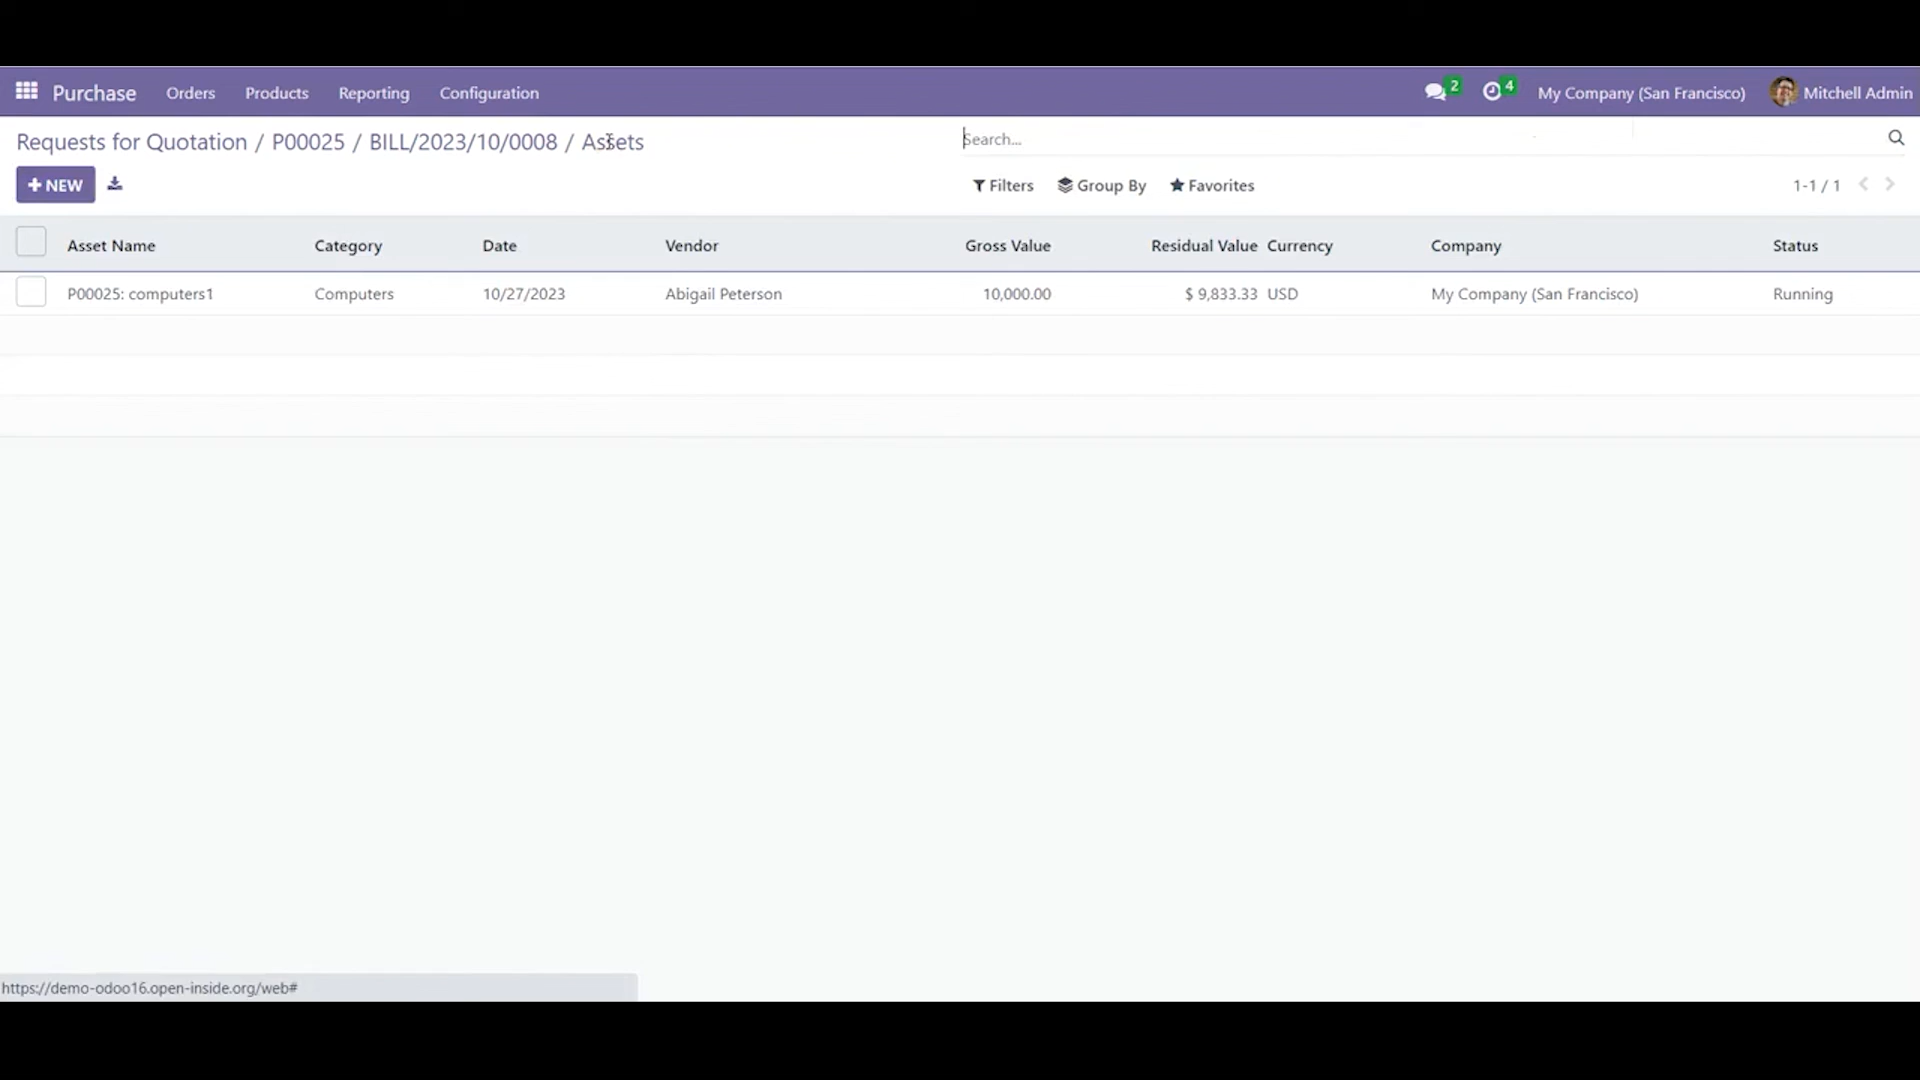 Purchase Orders Products Reporting Configuration 2 4 My Company (San Francisco) Mitchell Admin
Requests for Quotation / P00025 / BILL/2023/10/0008 / Assets Search...
NEW Filters Group By Favorites 1-1 / 1
Asset Name Category Date Vendor Gross Value Residual Value Currency Company Status
P00025: computers1 Computers 10/27/2023 Abigail Peterson 10,000.00 $ 9,833.33 USD My Company (San Francisco) Running
https://demo-odoo16.open-inside.org/web#